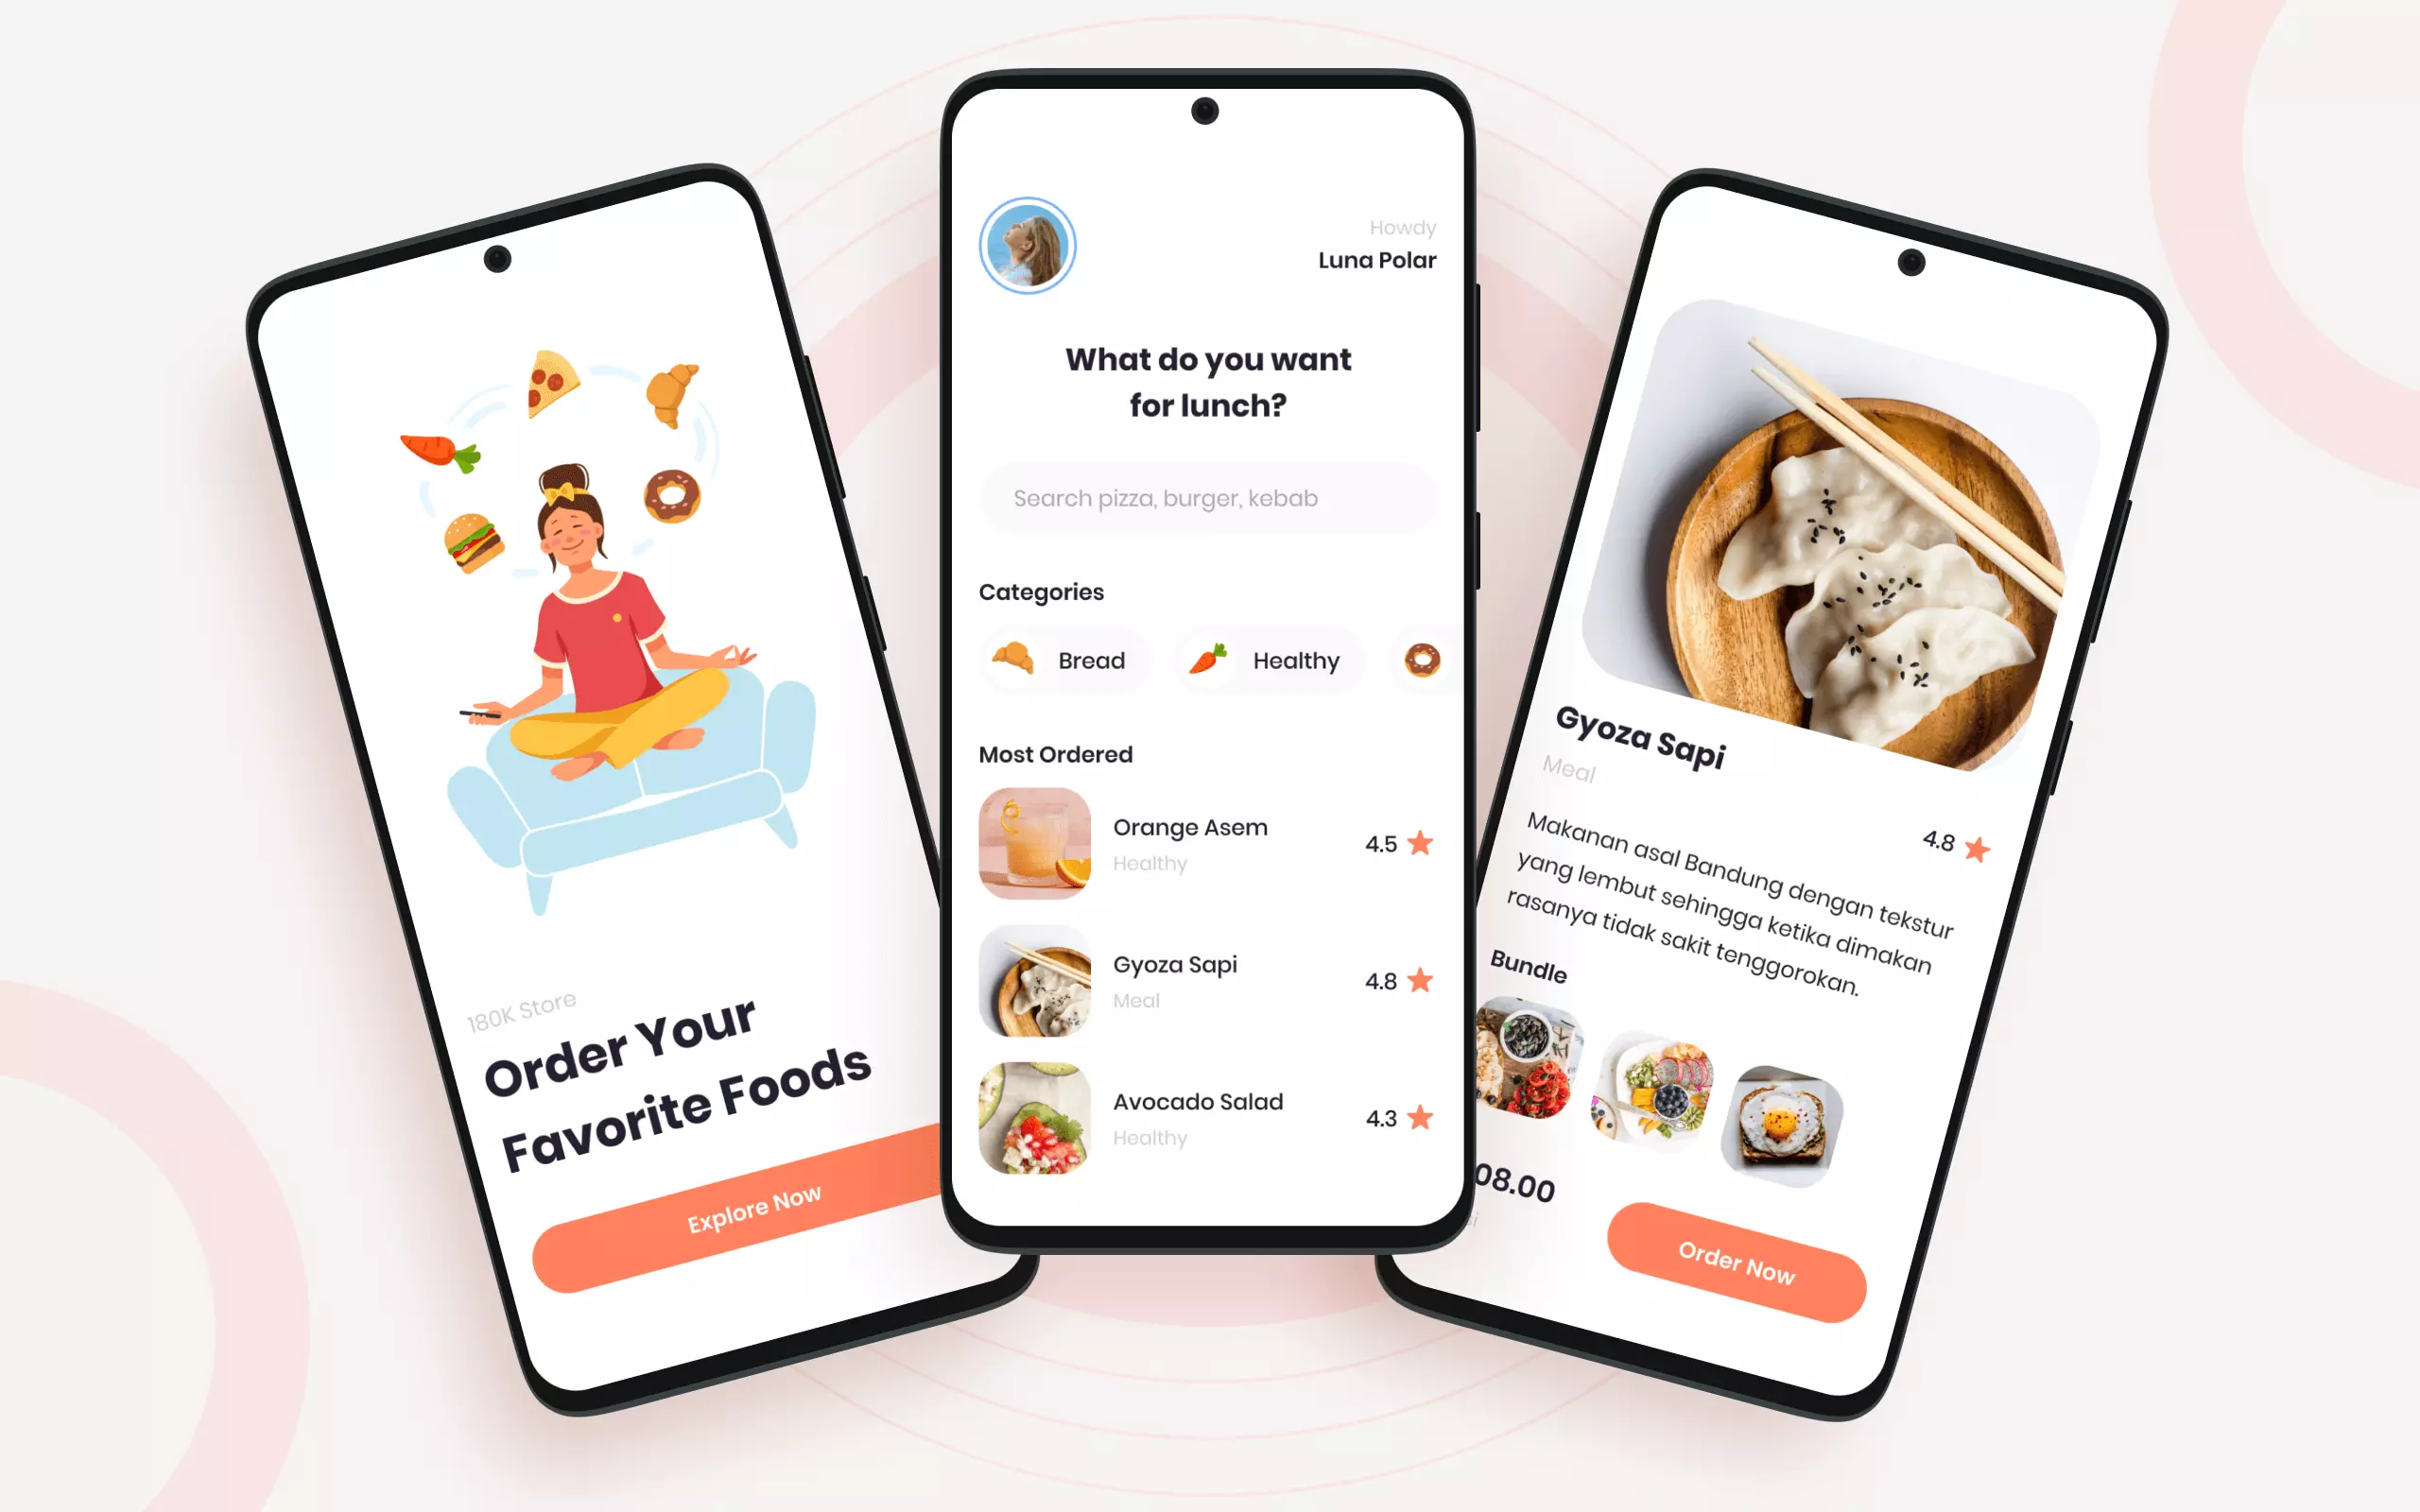 180K Store
Order Your
Favorite Foods
Explore Now
Howdy
Luna Polar
What do you want
for lunch?
Search pizza, burger, kebab
Categories
Bread
Healthy
Most Ordered
Orange Asem
Healthy
4.5
Gyoza Sapi
Meal
4.8
Avocado Salad
Healthy
4.3
Gyoza Sapi
Meal
4.8
Makanan asal Bandung dengan tekstur
yang lembut sehingga ketika dimakan
rasanya tidak sakit tenggorokan.
Bundle
08.00
Order Now